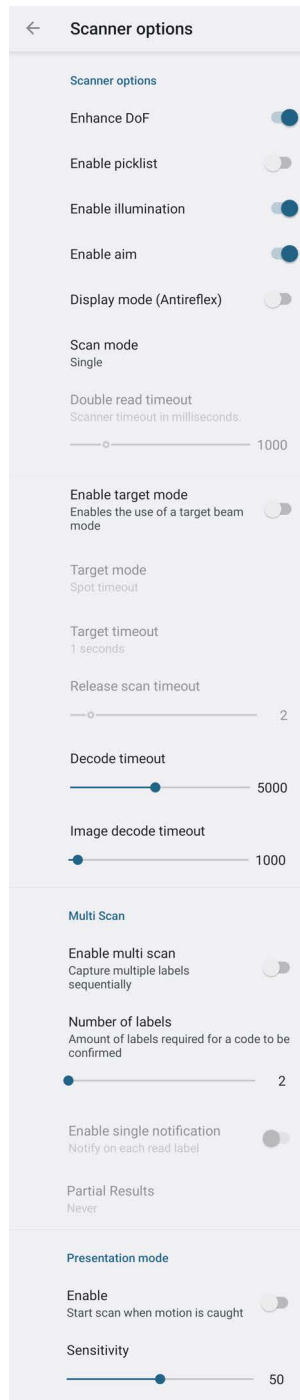 Scanner options
Scanner options
Enhance DoF
Enable picklist
Enable illumination
Enable aim
Display mode (Antireflex)
Scan mode
Single
Double read timeout
Scanner timeout in milliseconds.
1000
Enable target mode
Enables the use of a target beam
mode
Target mode
Spot timeout
Target timeout
1 seconds
Release scan timeout
2
Decode timeout
5000
Image decode timeout
1000
Multi Scan
Enable multi scan
Capture multiple labels
sequentially
Number of labels
Amount of labels required for a code to be
confirmed
2
Enable single notification
Notify on each read label
Partial Results
Never
Presentation mode
Enable
Start scan when motion is caught
Sensitivity
50